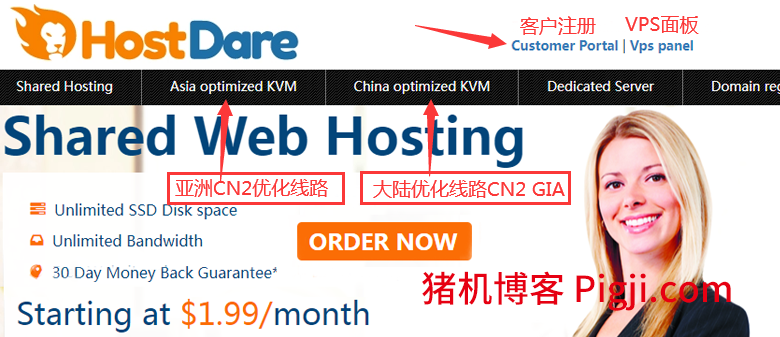 HostDare
客户注册 VPS面板
Customer Portal | Vps panel
Shared Hosting Asia optimized KVM China optimized KVM Dedicated Server Domain reg
Shared Web Hosting
亚洲CN2优化线路 大陆优化线路CN2 GIA
Unlimited SSD Disk space
Unlimited Bandwidth
30 Day Money Back Guarantee*
ORDER NOW
猪机博客 Pigji.com
Starting at $1.99/month